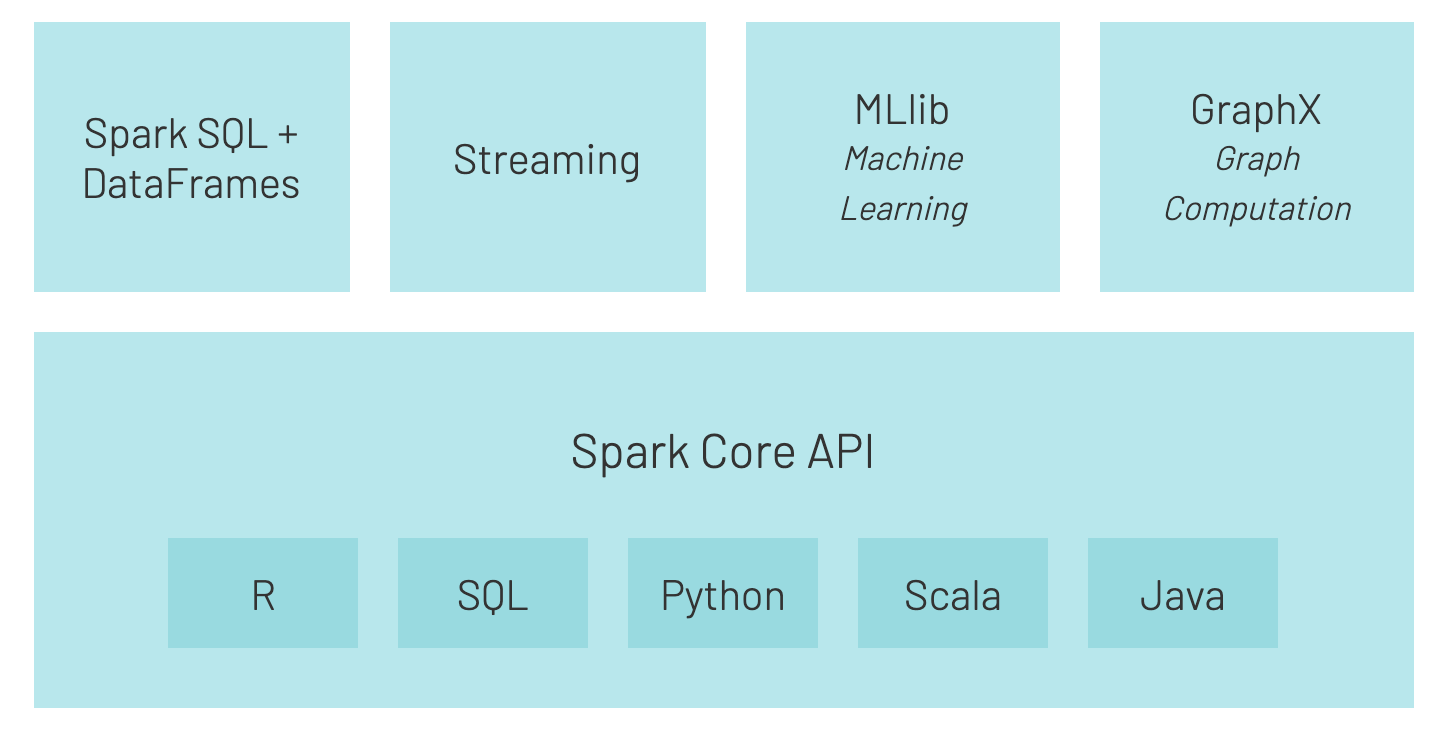 Spark SQL +
DataFrames
Streaming
MLlib
Machine
Learning
GraphX
Graph
Computation
Spark Core API
R
SQL
Python
Scala
Java